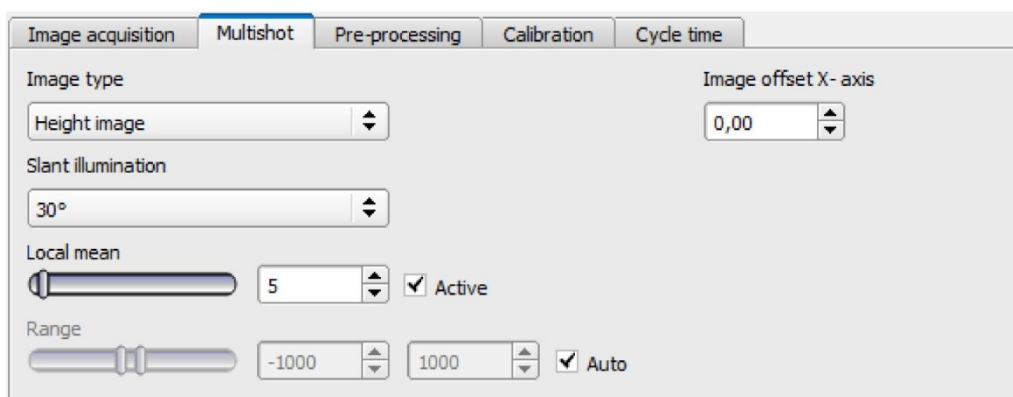 Image acquisition Multishot Pre-processing Calibration Cycle time
Image type Image offset X- axis
Height image 0,00
Slant illumination
30°
Local mean
5 Active
Range
-1000 1000 Auto